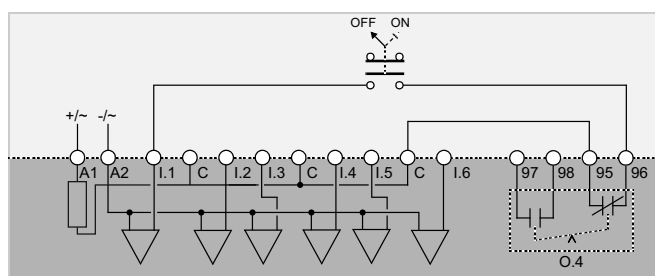 OFF ON
+/~ -/~
A1 A2 I.1 C I.2 I.3 C I.4 I.5 C I.6 97 98 95 96
O.4